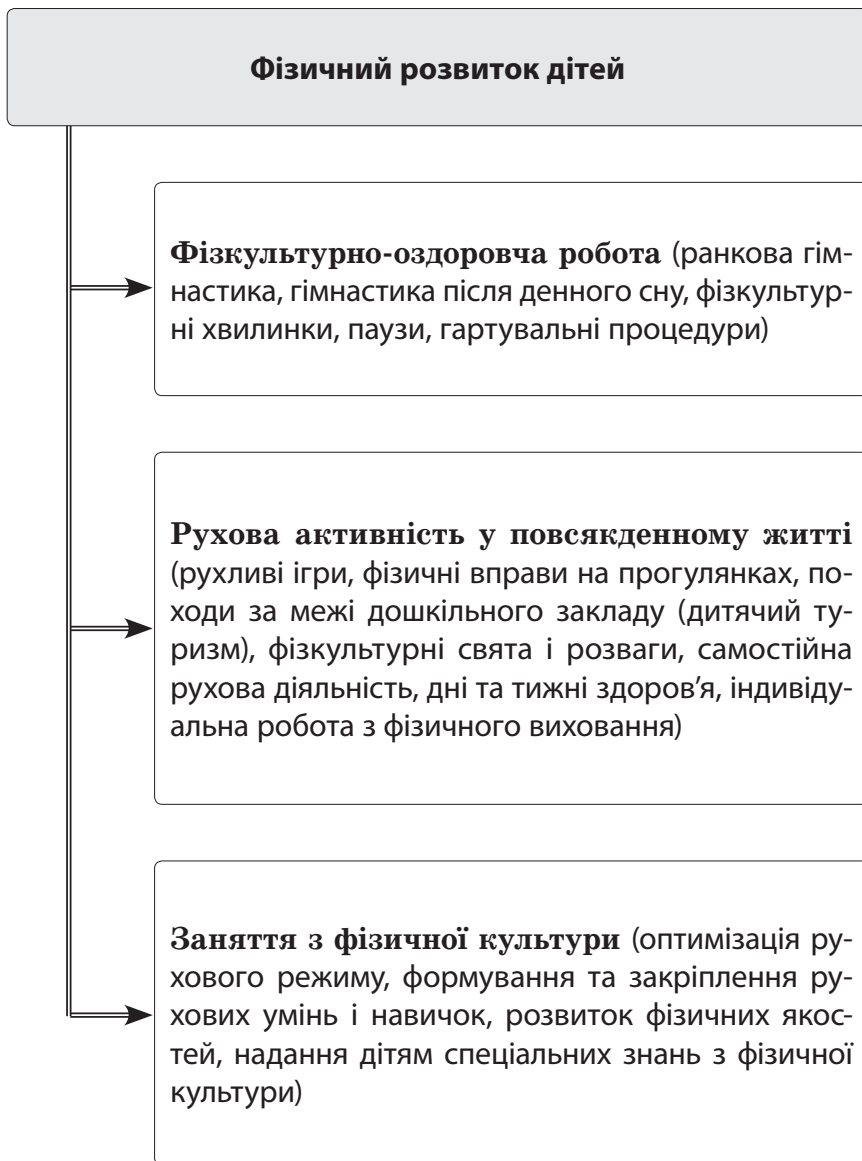 Фізичний розвиток дітей
Фізкультурно-оздоровча робота (ранкова гім-
настика, гімнастика після денного сну, фізкультур-
ні хвилинки, паузи, гартувальні процедури)
Рухова активність у повсякденному житті
(рухливі ігри, фізичні вправи на прогулянках, по-
ходи за межі дошкільного закладу (дитячий ту-
ризм), фізкультурні свята і розваги, самостійна
рухова діяльність, дні та тижні здоров'я, індивіду-
альна робота з фізичного виховання)
Заняття з фізичної культури (оптимізація ру-
хового режиму, формування та закріплення ру-
хових умінь і навичок, розвиток фізичних якос-
тей, надання дітям спеціальних знань з фізичної
культури)